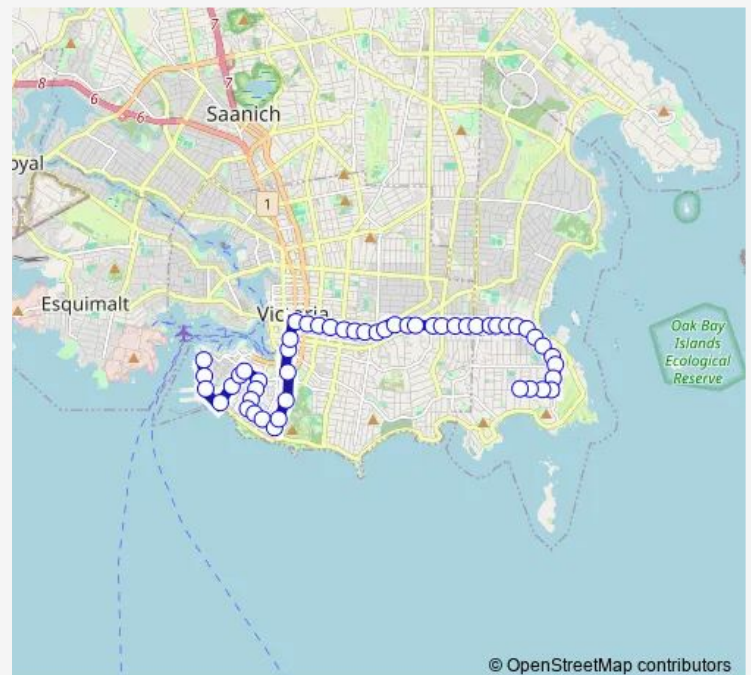 7
7
8
6
6
Saanich
oyal
1
Esquimalt
Victoria
Oak Bay
Islands
Ecological
Reserve
© OpenStreetMap contributors